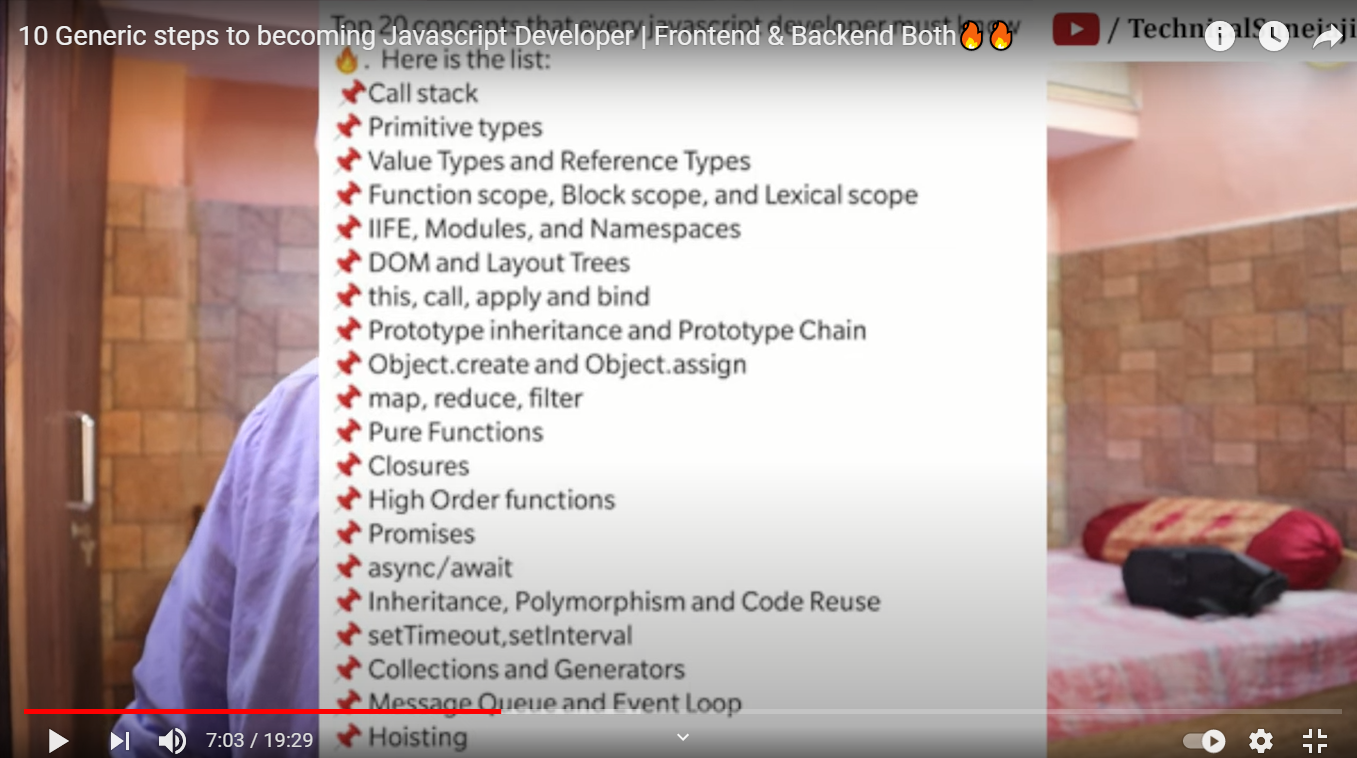 Top 20 concepts that every javascript developer must know
10 Generic steps to becoming Javascript Developer | Frontend & Backend Both🔥🔥
🔥. Here is the list:
📌Call stack
📌 Primitive types
📌 Value Types and Reference Types
📌 Function scope, Block scope, and Lexical scope
📌 IIFE, Modules, and Namespaces
📌 DOM and Layout Trees
📌 this, call, apply and bind
📌 Prototype inheritance and Prototype Chain
📌 Object.create and Object.assign
📌 map, reduce, filter
📌 Pure Functions
📌 Closures
📌 High Order functions
📌 Promises
📌 async/await
📌 Inheritance, Polymorphism and Code Reuse
📌 setTimeout,setInterval
📌 Collections and Generators
📌 Message Queue and Event Loop
📌 Hoisting
7:03 / 19:29